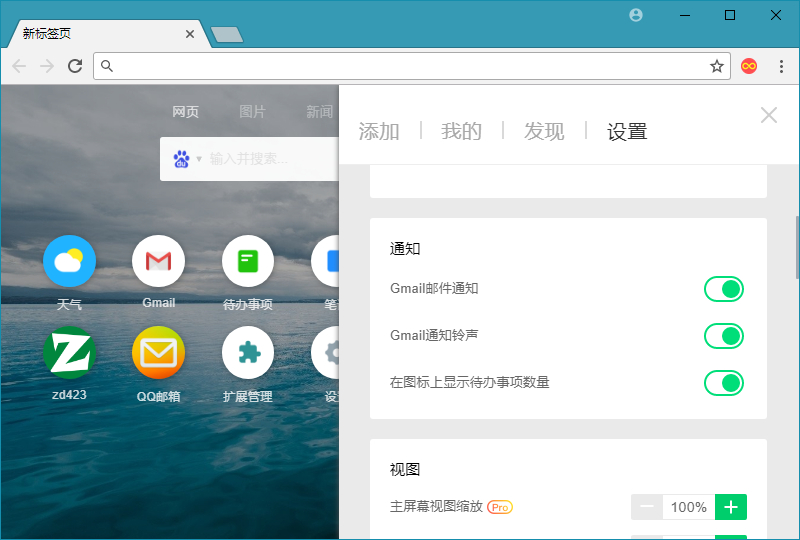 新标签页
网页 图片 新闻
du 输入并搜索...
天气 Gmail 待办事项
zd423 QQ邮箱 扩展管理
添加 我的 发现 设置
通知
Gmail邮件通知
Gmail通知铃声
在图标上显示待办事项数量
视图
主屏幕视图缩放 Pro 100%